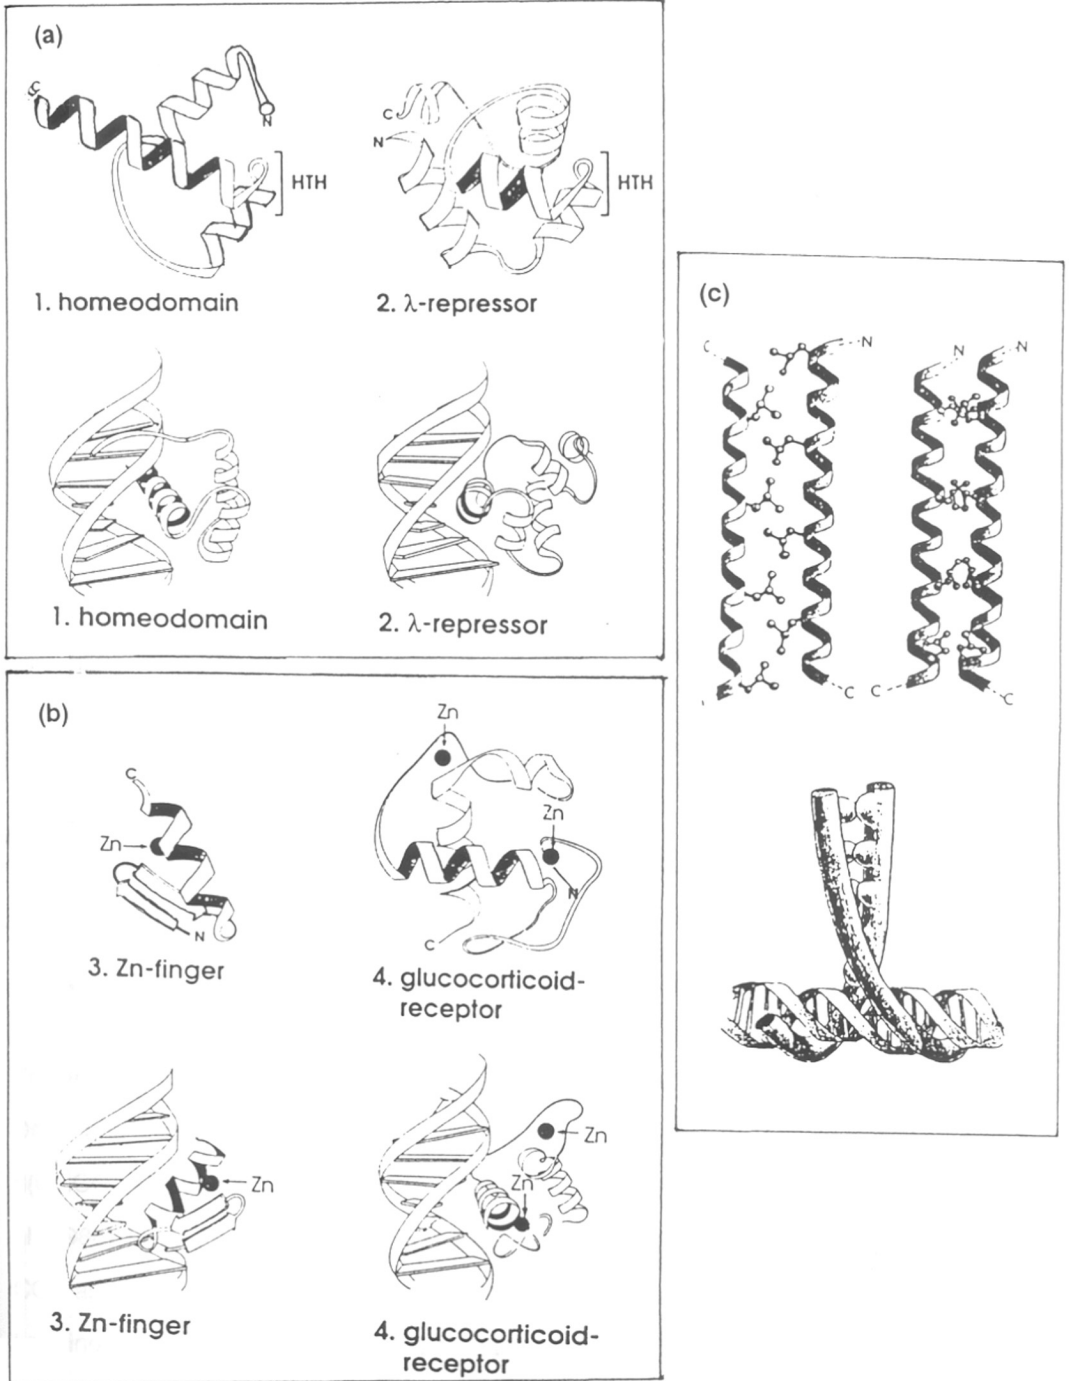 (a)
C
N
HTH
C
N
HTH
1. homeodomain
2. λ-repressor
1. homeodomain
2. λ-repressor
(b)
C
Zn
N
3. Zn-finger
Zn
Zn
N
C
4. glucocorticoid-
receptor
Zn
3. Zn-finger
Zn
Zn
4. glucocorticoid-
receptor
(c)
C
N
N
N
C
C
C